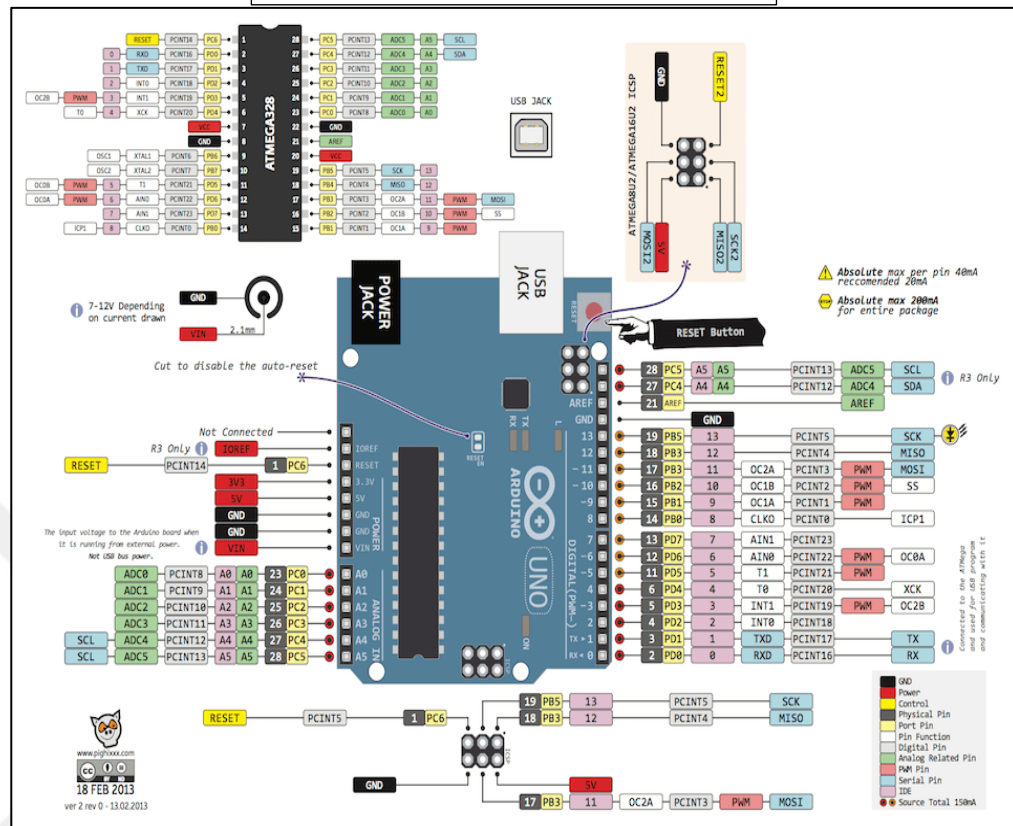 RESET PCINT14 PC6 1 28 PC5 PCINT13 ADC5 A5 SCL
0 RXD PCINT16 PD0 2 27 PC4 PCINT12 ADC4 A4 SDA
1 TXD PCINT17 PD1 3 26 PC3 PCINT11 ADC3 A3
2 INT0 PCINT18 PD2 4 25 PC2 PCINT10 ADC2 A2
OC2B PWM 3 INT1 PCINT19 PD3 5 24 PC1 PCINT9 ADC1 A1
T0 4 XCK PCINT20 PD4 6 23 PC0 PCINT8 ADC0 A0
VCC 7 22 GND
GND 8 21 AREF
OSC1 XTAL1 PCINT6 PB6 9 20 VCC
OSC2 XTAL2 PCINT7 PB7 10 19 PB5 PCINT5 SCK 13
OC0B PWM 5 T1 PCINT21 PD5 11 18 PB4 PCINT4 MISO 12
OC0A PWM 6 AIN0 PCINT22 PD6 12 17 PB3 PCINT3 OC2A 11 PWM MOSI
7 AIN1 PCINT23 PD7 13 16 PB2 PCINT2 OC1B 10 PWM SS
ICP1 8 CLKO PCINT0 PB0 14 15 PB1 PCINT1 OC1A 9 PWM
ATMEGA328
USB JACK
ATMEGA8U2/ATMEGA16U2 ICSP
GND RESET2
MOSI2 5V MISO2 SCK2
Absolute max per pin 40mA
reccomended 20mA
Absolute max 200mA
for entire package
GND
7-12V Depending
on current drawn
VIN 2.1mm
POWER
JACK
USB
JACK
RESET
RESET Button
Cut to disable the auto-reset
28 PC5 A5 A5 PCINT13 ADC5 SCL
27 PC4 A4 A4 PCINT12 ADC4 SDA
R3 Only
AREF 21 AREF AREF
GND GND
13 19 PB5 13 PCINT5 SCK
12 18 PB3 12 PCINT4 MISO
~11 17 PB3 11 OC2A PCINT3 PWM MOSI
~10 16 PB2 10 OC1B PCINT2 PWM SS
~9 15 PB1 9 OC1A PCINT1 PWM
8 14 PB0 8 CLKO PCINT0 ICP1
7 13 PD7 7 AIN1 PCINT23
~6 12 PD6 6 AIN0 PCINT22 PWM OC0A
~5 11 PD5 5 T1 PCINT21 PWM
4 6 PD4 4 T0 PCINT20 XCK
~3 5 PD3 3 INT1 PCINT19 PWM OC2B
2 4 PD2 2 INT0 PCINT18
TX ▸ 1 3 PD1 1 TXD PCINT17 TX
RX ◂ 0 2 PD0 0 RXD PCINT16 RX
Connected to the ATMega
and used for USB program
and communicating with it
RX TX L
RESET
EN
ARDUINO
UNO
DIGITAL (PWM~)
ON
ICSP
Not Connected
R3 Only IOREF IOREF
RESET PCINT14 1 PC6 RESET
3V3 3.3V
5V 5V
GND GND
GND GND
VIN VIN
POWER
The input voltage to the Arduino board when
it is running from external power.
Not USB bus power.
ADC0 PCINT8 A0 A0 23 PC0 A0
ADC1 PCINT9 A1 A1 24 PC1 A1
ADC2 PCINT10 A2 A2 25 PC2 A2
ADC3 PCINT11 A3 A3 26 PC3 A3
SCL ADC4 PCINT12 A4 A4 27 PC4 A4
SCL ADC5 PCINT13 A5 A5 28 PC5 A5
ANALOG IN
19 PB5 13 PCINT5 SCK
RESET PCINT5 1 PC6 18 PB3 12 PCINT4 MISO
ICSP
GND 5V
17 PB3 11 OC2A PCINT3 PWM MOSI
GND
Power
Control
Physical Pin
Port Pin
Pin Function
Digital Pin
Analog Related Pin
PWM Pin
Serial Pin
IDE
Source Total 150mA
www.pighixxx.com
cc BY ND
18 FEB 2013
ver 2 rev 0 - 13.02.2013